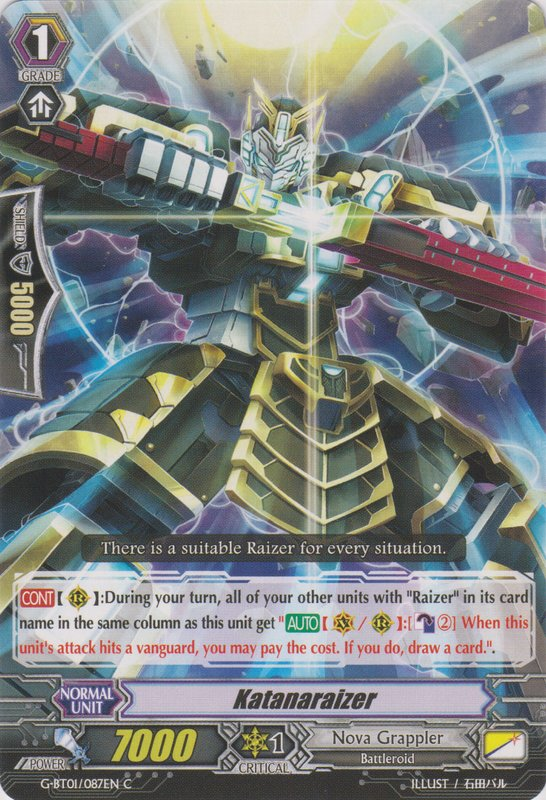 1
GRADE
SHIELD
5000
There is a suitable Raizer for every situation.
CONT【 R 】:During your turn, all of your other units with "Raizer" in its card
name in the same column as this unit get "AUTO【 V / R 】:[②] When this
unit's attack hits a vanguard, you may pay the cost. If you do, draw a card.".
NORMAL
UNIT
Katanaraizer
POWER
7000
1
CRITICAL
Nova Grappler
Battleroid
G-BT01/087EN C
ILLUST / 石田バル